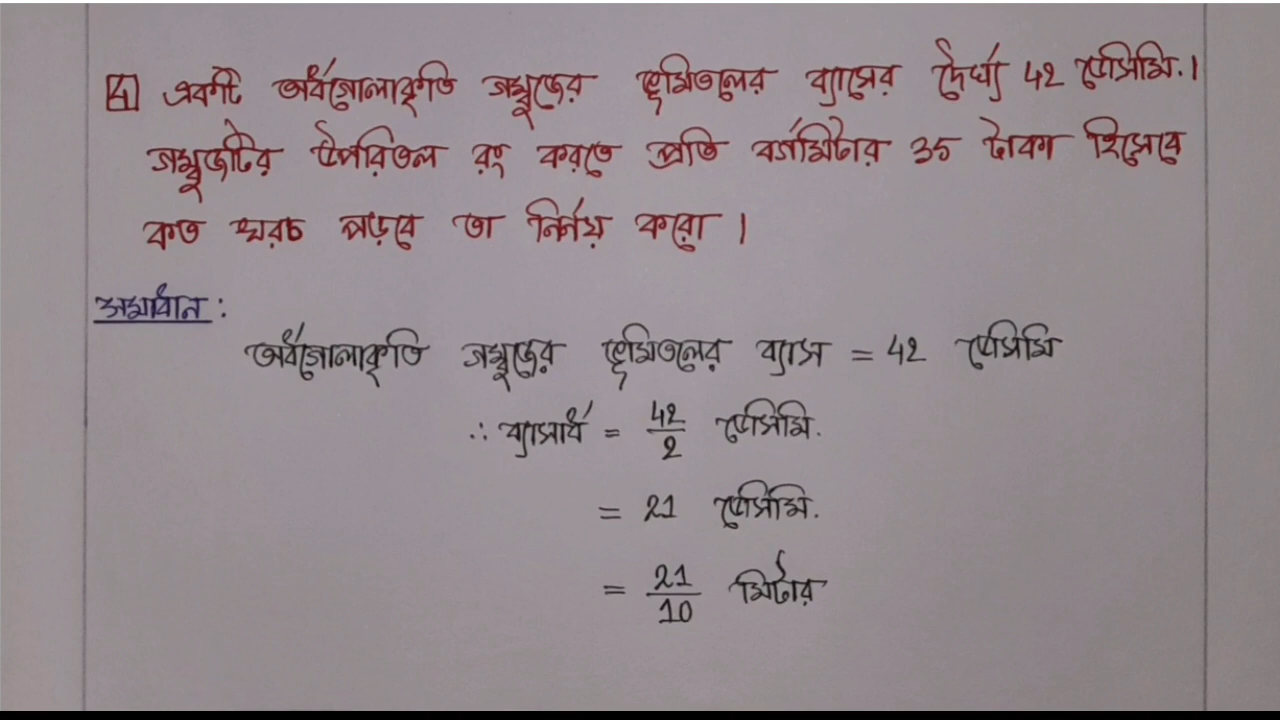 4 একটি অর্ধগোলাকৃতি গম্বুজের ভূমিতলের ব্যাসের দৈর্ঘ্য 42 ডেসিমি.।
গম্বুজটির উপরিতল রং করতে প্রতি বর্গমিটার 35 টাকা হিসেবে
কত খরচ পড়বে তা নির্ণয় করো ।
সমাধান :
অর্ধগোলাকৃতি গম্বুজের ভূমিতলের ব্যাস = 42 ডেসিমি
∴ ব্যাসার্ধ = 42/2 ডেসিমি.
= 21 ডেসিমি.
= 21/10 মিটার